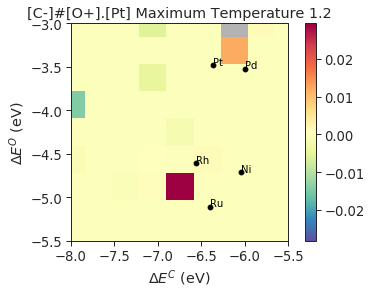 [C-]#[O+].[Pt] Maximum Temperature 1.2
−3.0
−3.5
−4.0
−4.5
−5.0
−5.5
ΔE^O (eV)
Pt
Pd
Rh
Ni
Ru
−8.0 −7.5 −7.0 −6.5 −6.0 −5.5
ΔE^C (eV)
0.02
0.01
0.00
−0.01
−0.02